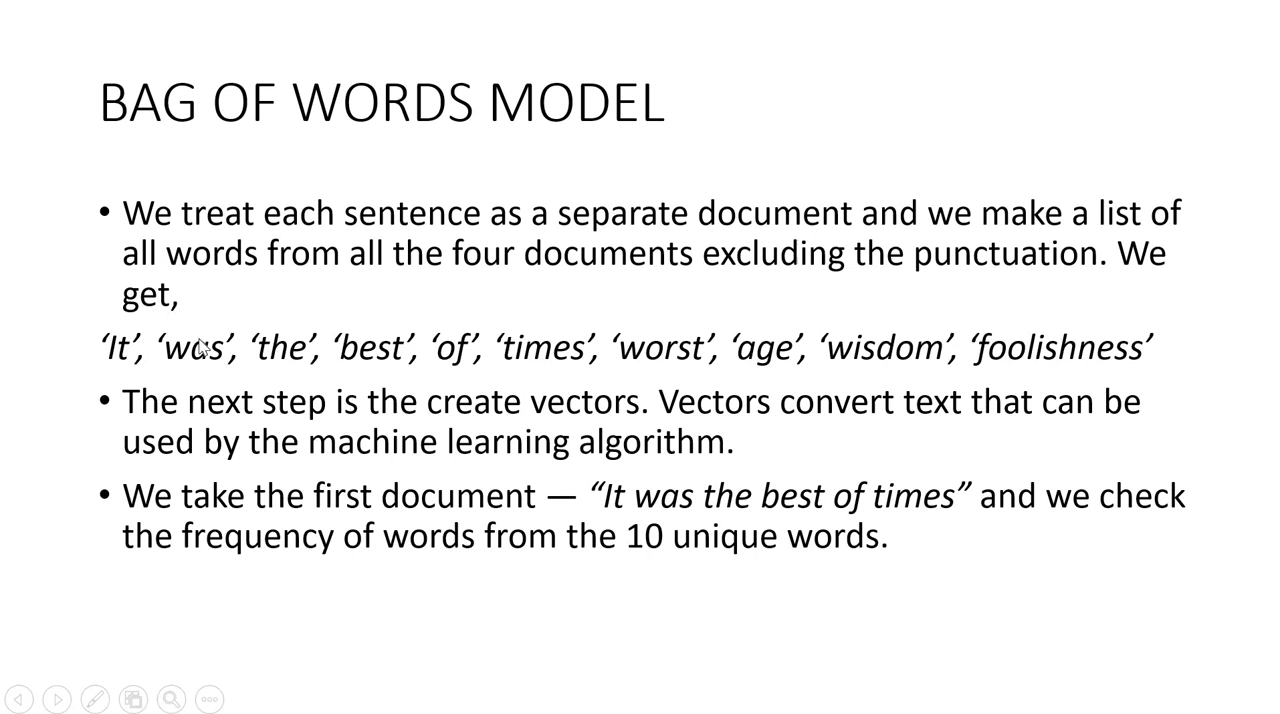 BAG OF WORDS MODEL
• We treat each sentence as a separate document and we make a list of
all words from all the four documents excluding the punctuation. We
get,
‘It’, ‘was’, ‘the’, ‘best’, ‘of’, ‘times’, ‘worst’, ‘age’, ‘wisdom’, ‘foolishness’
• The next step is the create vectors. Vectors convert text that can be
used by the machine learning algorithm.
• We take the first document — “It was the best of times” and we check
the frequency of words from the 10 unique words.